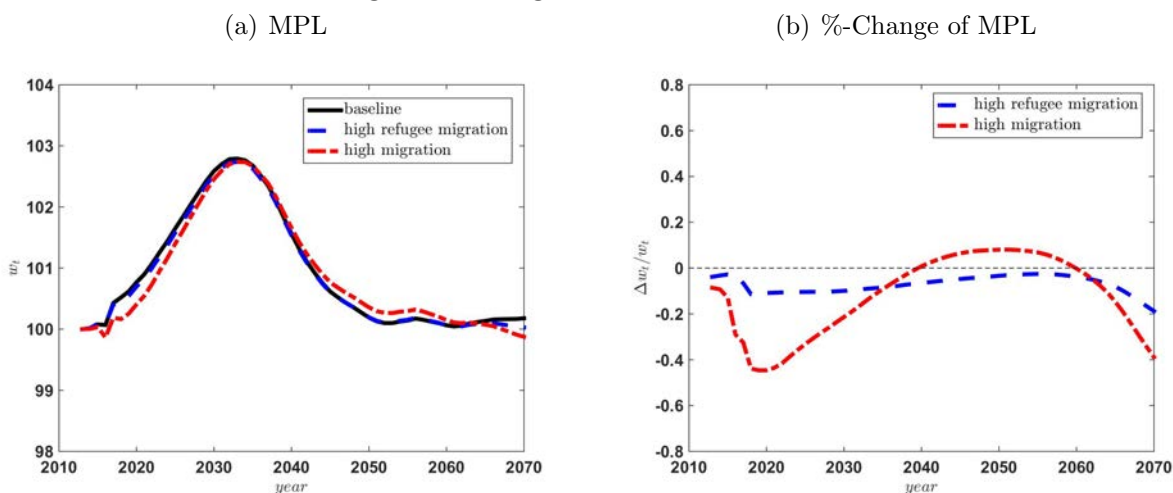 (a) MPL
(b) %-Change of MPL
104
103
102
101
100
99
98
w_t
baseline
high refugee migration
high migration
2010 2020 2030 2040 2050 2060 2070
year
0.8
0.6
0.4
0.2
0
-0.2
-0.4
-0.6
-0.8
Δw_t/w_t
high refugee migration
high migration
2010 2020 2030 2040 2050 2060 2070
year